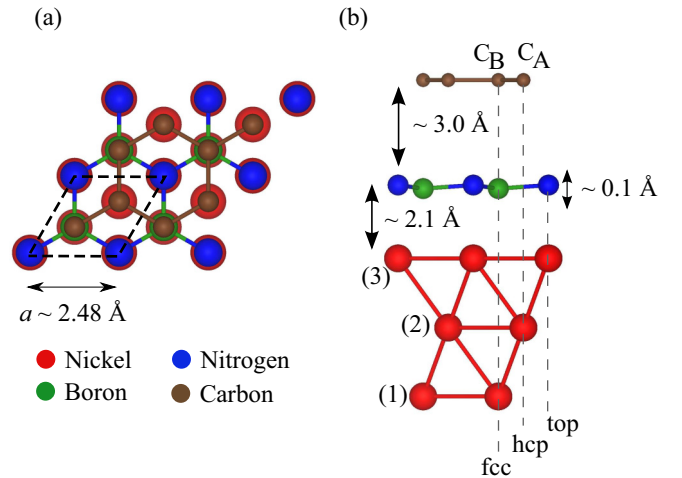 (a)
a ~ 2.48 Å
Nickel
Nitrogen
Boron
Carbon
(b)
C_B
C_A
~ 3.0 Å
~ 0.1 Å
~ 2.1 Å
(3)
(2)
(1)
top
hcp
fcc